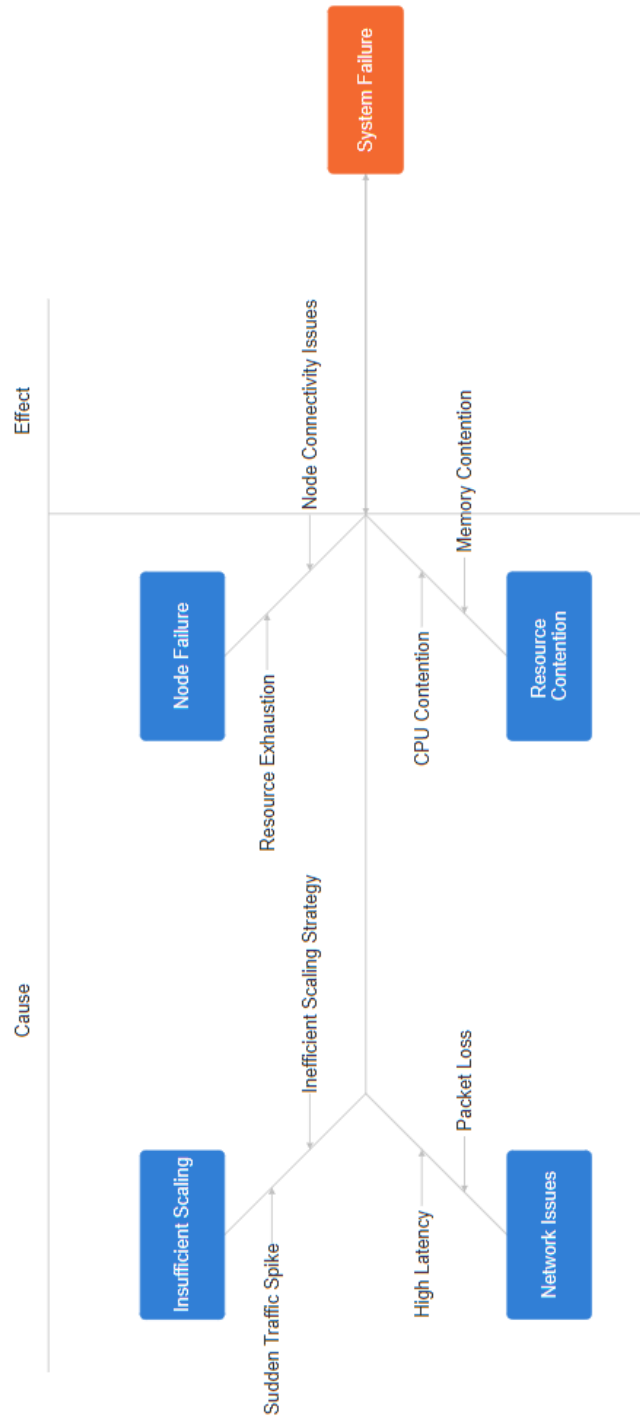 Cause
Effect
Insufficient Scaling
Node Failure
Sudden Traffic Spike
Resource Exhaustion
Inefficient Scaling Strategy
Node Connectivity Issues
System Failure
High Latency
CPU Contention
Packet Loss
Memory Contention
Network Issues
Resource
Contention